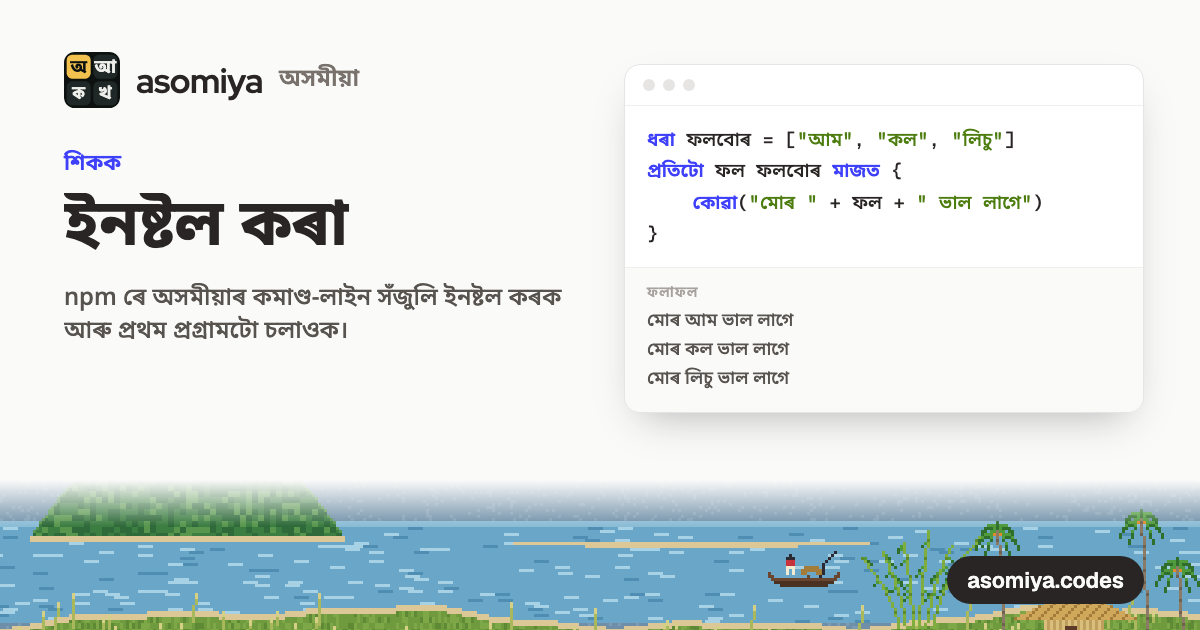 অ আ
ক খ
asomiya অসমীয়া
শিকক
ইনষ্টল কৰা
npm ৰে অসমীয়াৰ কমাণ্ড-লাইন সঁজুলি ইনষ্টল কৰক
আৰু প্ৰথম প্ৰগ্ৰামটো চলাওক।
ধৰা ফলবোৰ = ["আম", "কল", "লিচু"]
প্ৰতিটো ফল ফলবোৰ মাজত {
কোৱা("মোৰ " + ফল + " ভাল লাগে")
}
ফলাফল
মোৰ আম ভাল লাগে
মোৰ কল ভাল লাগে
মোৰ লিচু ভাল লাগে
asomiya.codes